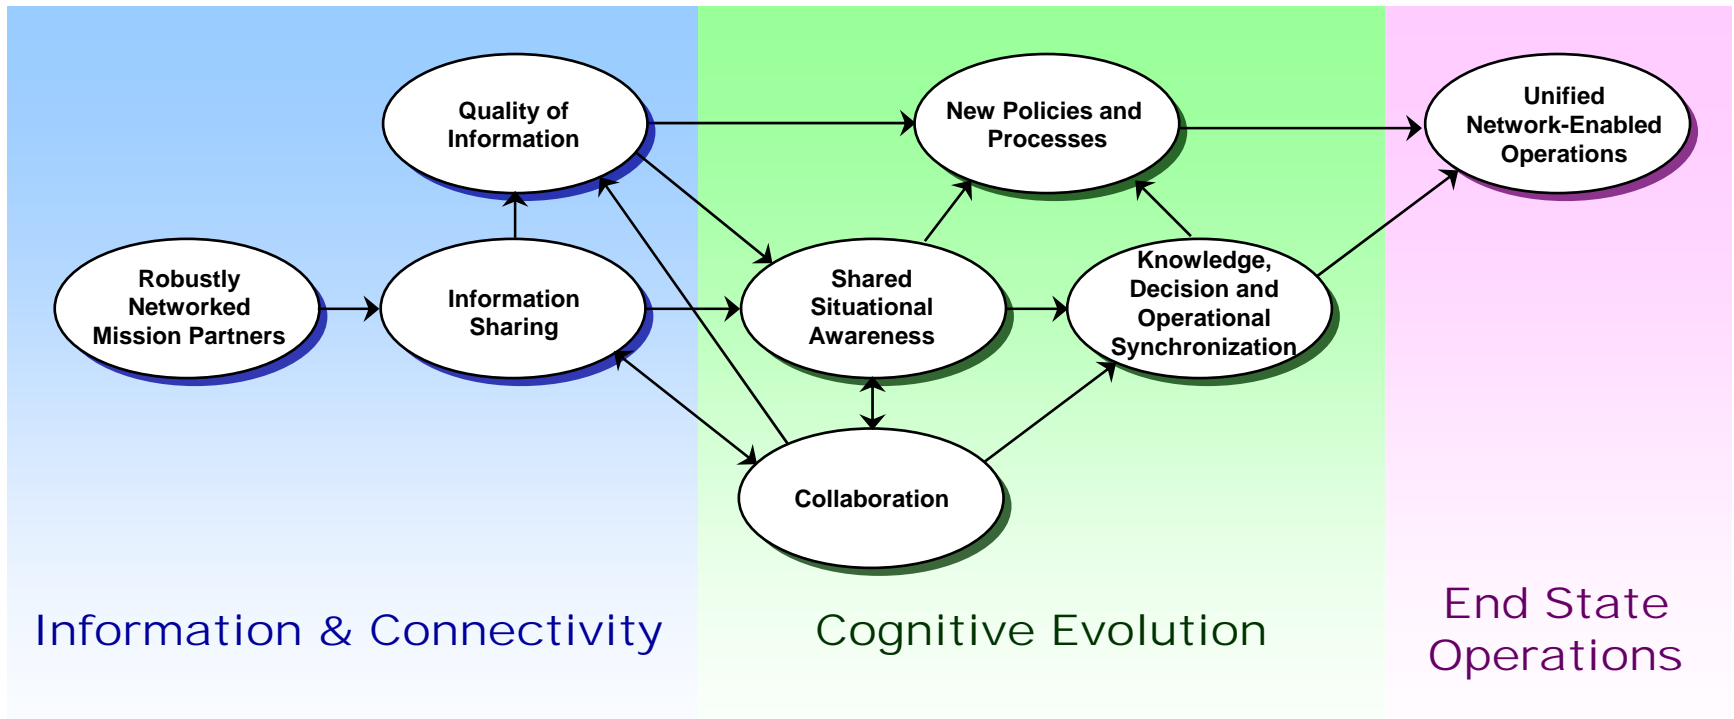 Quality of
Information
New Policies and
Processes
Unified
Network-Enabled
Operations
Robustly
Networked
Mission Partners
Information
Sharing
Shared
Situational
Awareness
Knowledge,
Decision and
Operational
Synchronization
Collaboration
Information & Connectivity
Cognitive Evolution
End State
Operations